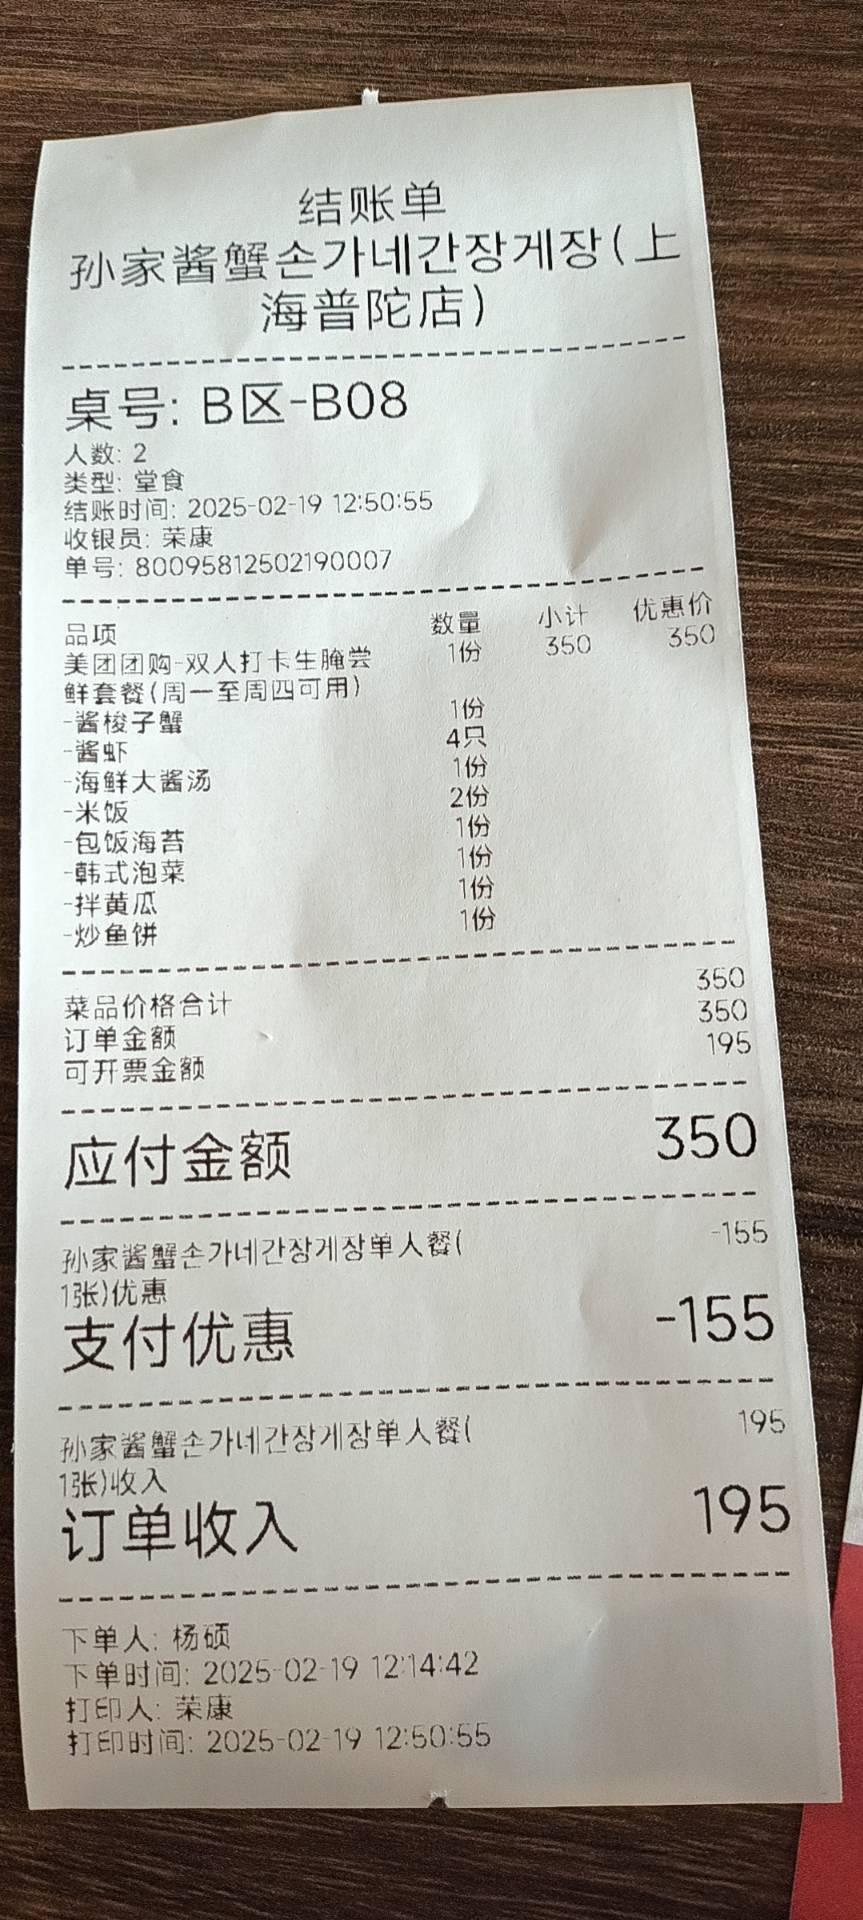 结账单
孙家酱蟹손가네간장게장(上
海普陀店)
桌号: B区-B08
人数: 2
类型: 堂食
结账时间: 2025-02-19 12:50:55
收银员: 荣康
单号: 80095812502190007
品项 数量 小计 优惠价
美团团购-双人打卡生腌尝 1份 350 350
鲜套餐(周一至周四可用)
-酱梭子蟹 1份
-酱虾 4只
-海鲜大酱汤 1份
-米饭 2份
-包饭海苔 1份
-韩式泡菜 1份
-拌黄瓜 1份
-炒鱼饼 1份
菜品价格合计 350
订单金额 350
可开票金额 195
应付金额 350
孙家酱蟹손가네간장게장单人餐( -155
1张)优惠
支付优惠 -155
孙家酱蟹손가네간장게장单人餐( 195
1张)收入
订单收入 195
下单人: 杨硕
下单时间: 2025-02-19 12:14:42
打印人: 荣康
打印时间: 2025-02-19 12:50:55